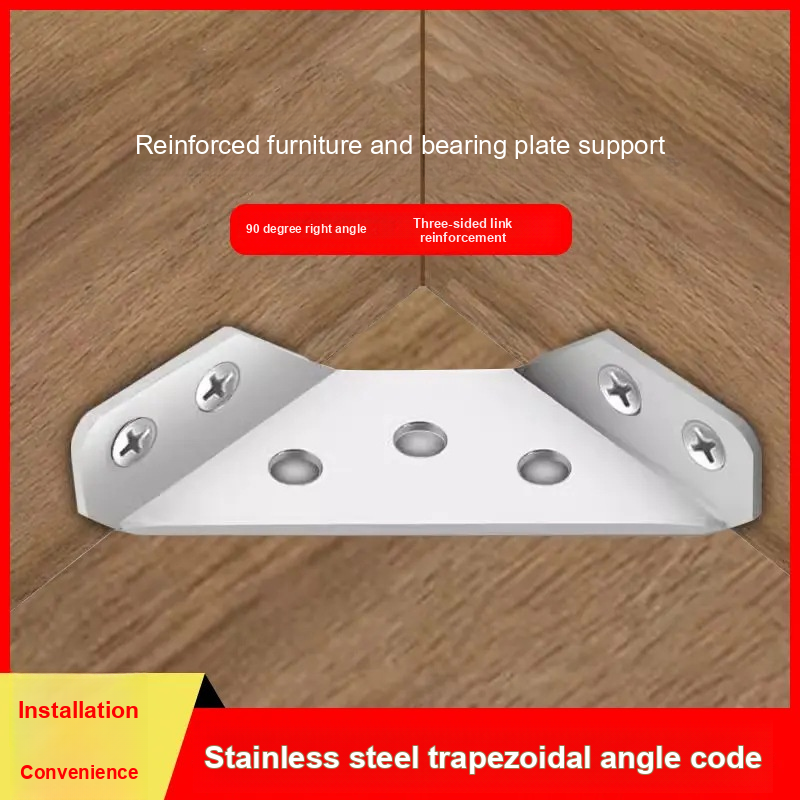 Reinforced furniture and bearing plate support
90 degree right angle
Three-sided link
reinforcement
Installation
Convenience
Stainless steel trapezoidal angle code